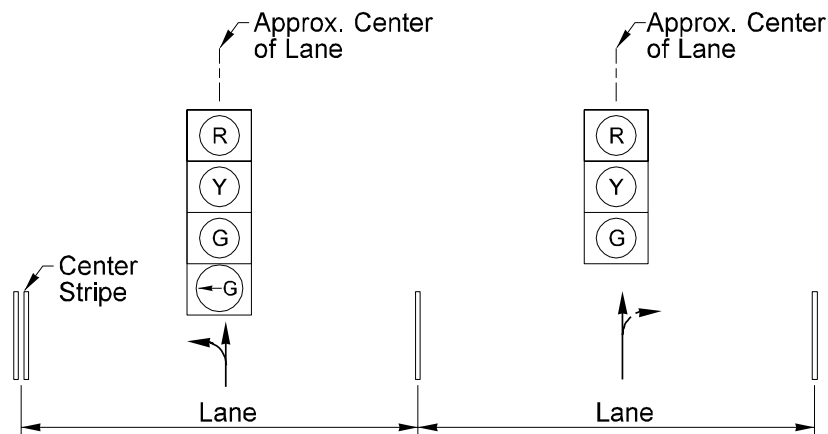 Approx. Center
of Lane
Approx. Center
of Lane
R
Y
G
G
R
Y
G
Center
Stripe
Lane
Lane